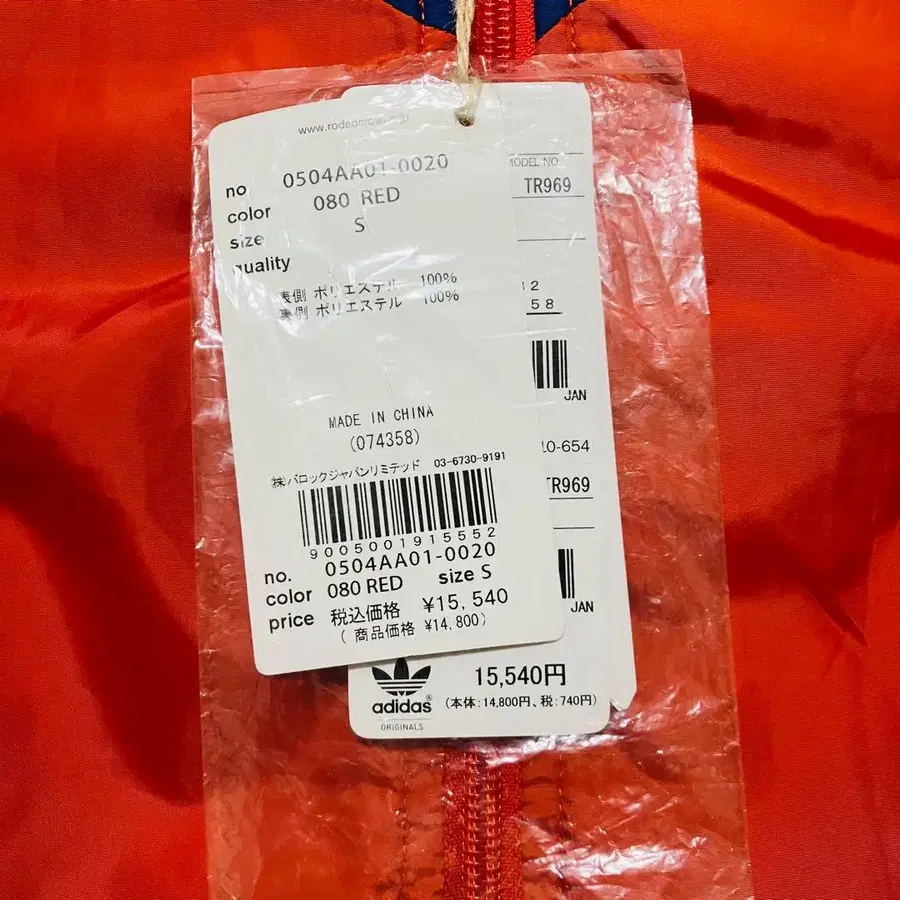 no 0504AA01-0020
color 080 RED
size S
quality
表側 ポリエステル 100%
裏側 ポリエステル 100%
MADE IN CHINA
(074358)
㈱バロックジャパンリミテッド 03-6730-9191
9005001915552
no. 0504AA01-0020
color 080 RED size S
price 税込価格 ¥15,540
( 商品価格 ¥14,800)
MODEL NO.
TR969
58
JAN
0-654
TR969
JAN
adidas®
ORIGINALS
15,540円
(本体:14,800円、税:740円)